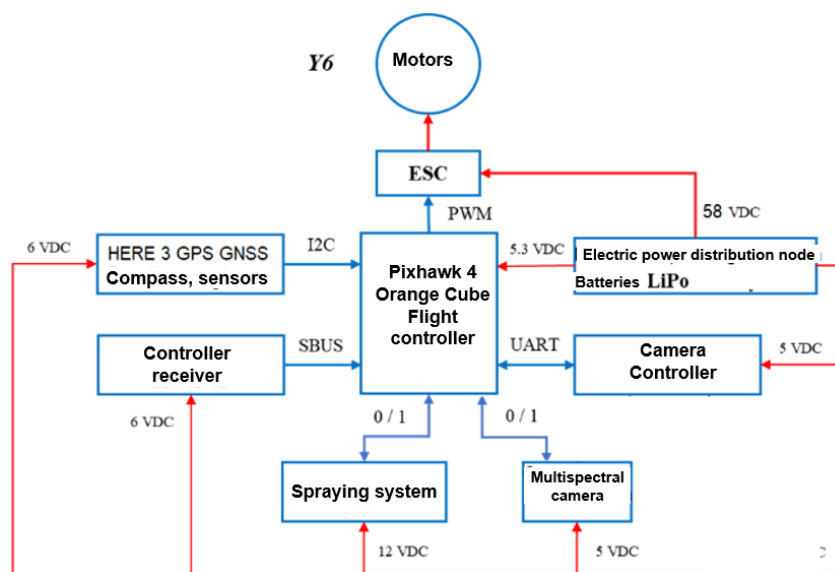 Y6
Motors
ESC
PWM
58 VDC
6 VDC
HERE 3 GPS GNSS
Compass, sensors
I2C
Pixhawk 4
Orange Cube
Flight
controller
5.3 VDC
Electric power distribution node
Batteries LiPo
Controller
receiver
SBUS
UART
Camera
Controller
5 VDC
6 VDC
0 / 1
0 / 1
Spraying system
Multispectral
camera
12 VDC
5 VDC